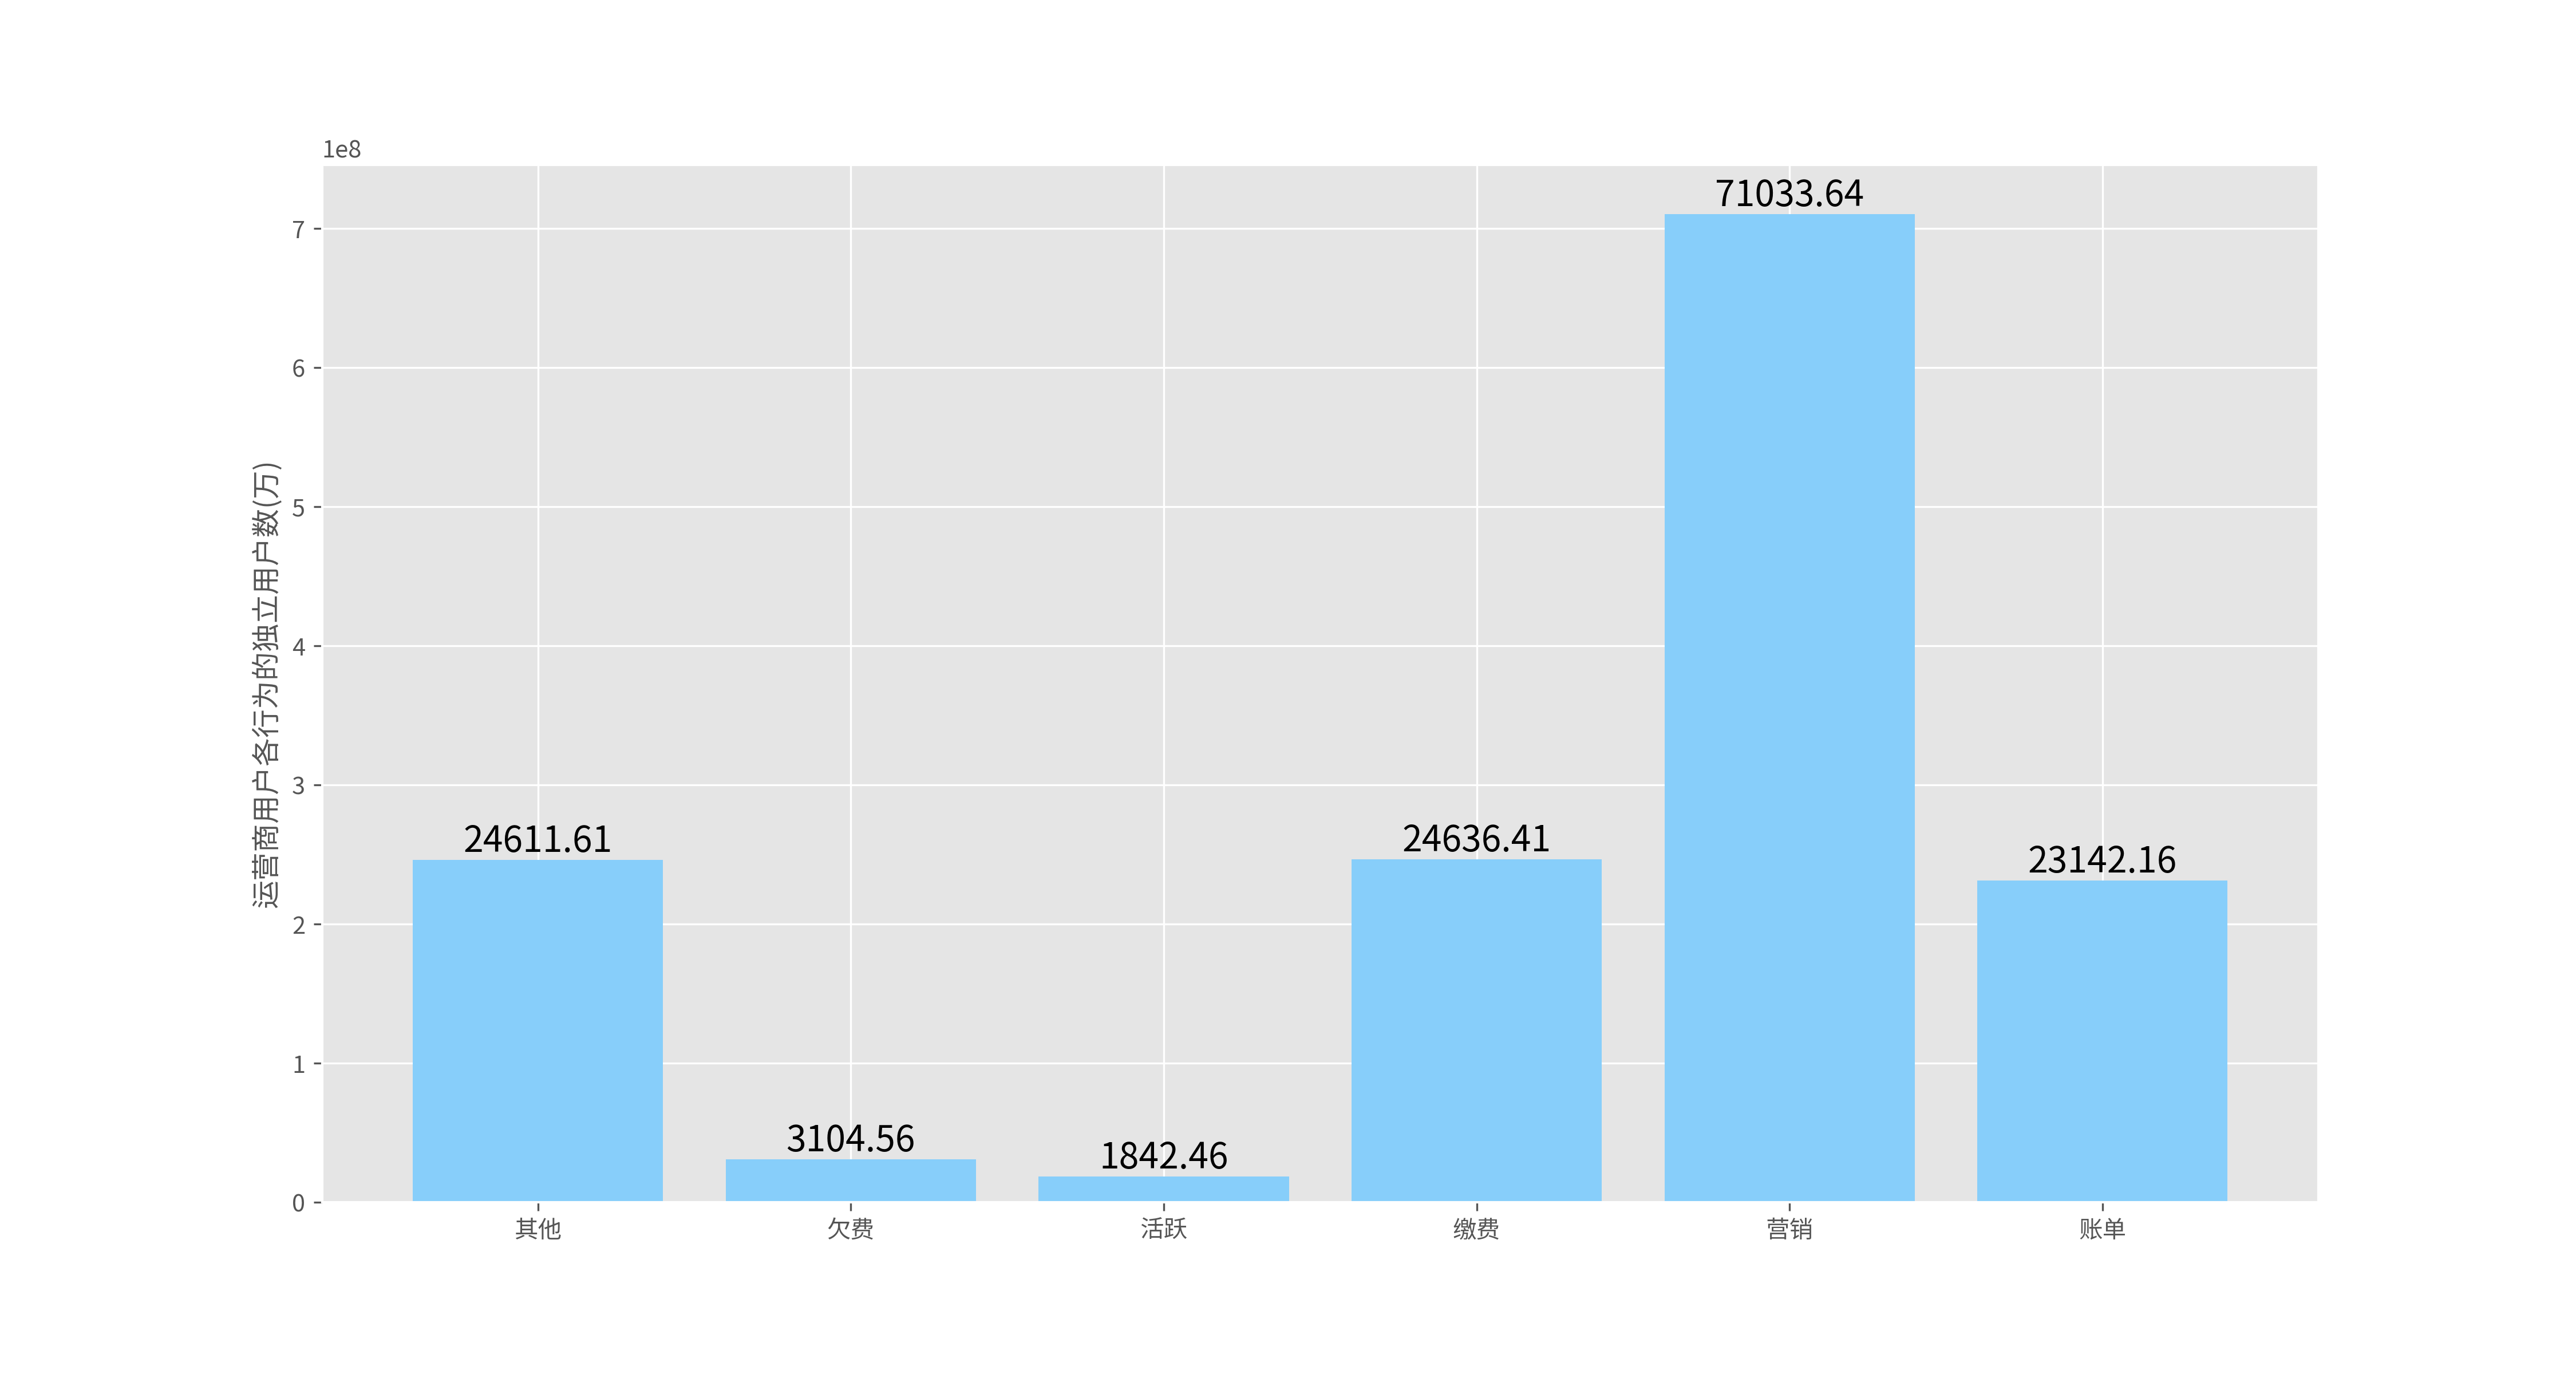 1e8
运营商用户各行为的独立用户数(万)
7
6
5
4
3
2
1
0
24611.61
3104.56
1842.46
24636.41
71033.64
23142.16
其他
欠费
活跃
缴费
营销
账单